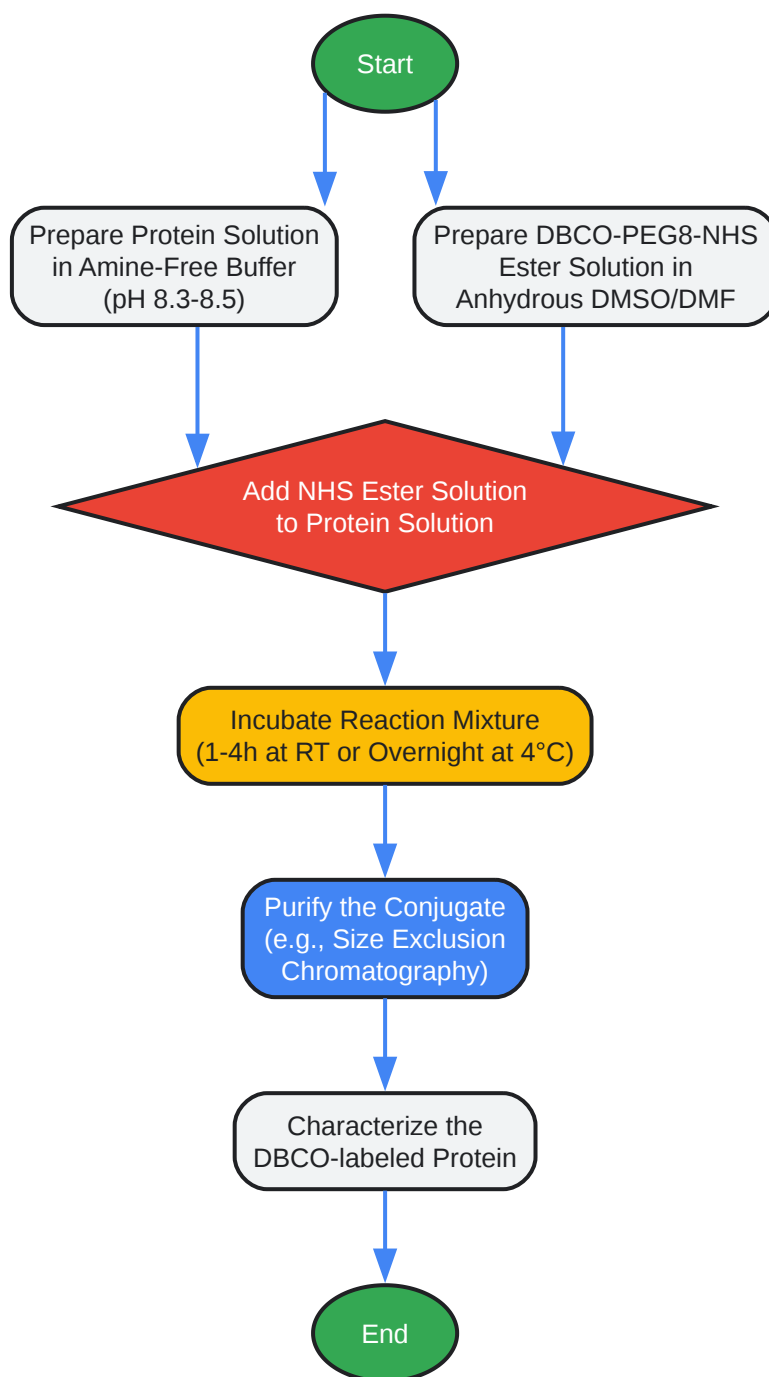 Start
Prepare Protein Solution
in Amine-Free Buffer
(pH 8.3-8.5)
Prepare DBCO-PEG8-NHS
Ester Solution in
Anhydrous DMSO/DMF
Add NHS Ester Solution
to Protein Solution
Incubate Reaction Mixture
(1-4h at RT or Overnight at 4°C)
Purify the Conjugate
(e.g., Size Exclusion
Chromatography)
Characterize the
DBCO-labeled Protein
End